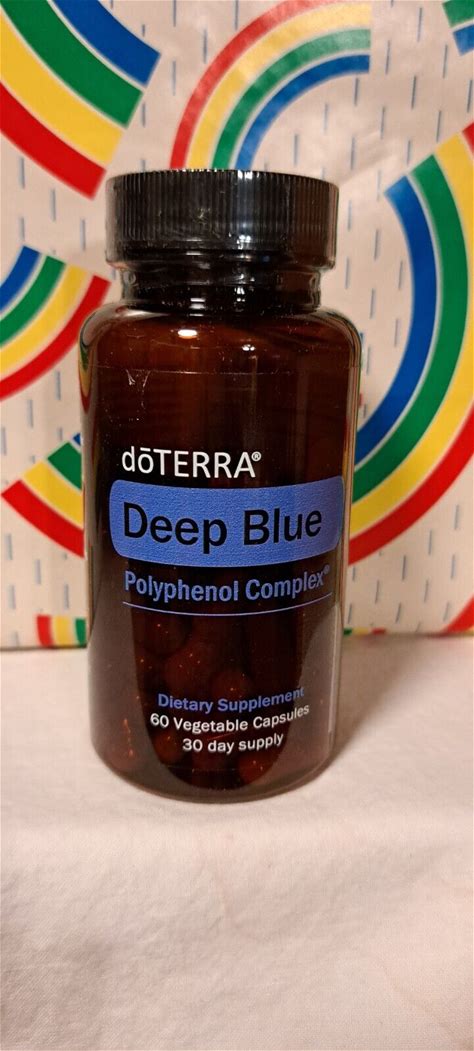 dōTERRA®
Deep Blue
Polyphenol Complex®
Dietary Supplement
60 Vegetable Capsules
30 day supply